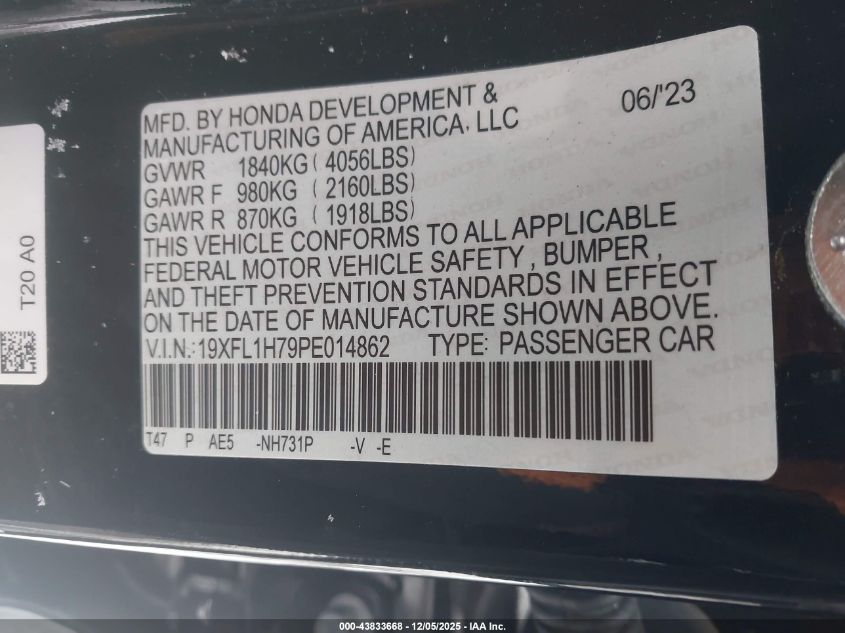 MFD. BY HONDA DEVELOPMENT & 06/'23
MANUFACTURING OF AMERICA, LLC
GVWR 1840KG ( 4056LBS)
GAWR F 980KG ( 2160LBS)
GAWR R 870KG ( 1918LBS)
THIS VEHICLE CONFORMS TO ALL APPLICABLE
FEDERAL MOTOR VEHICLE SAFETY , BUMPER ,
AND THEFT PREVENTION STANDARDS IN EFFECT
ON THE DATE OF MANUFACTURE SHOWN ABOVE.
V.I.N.:19XFL1H79PE014862 TYPE: PASSENGER CAR
T47 P AE5 -NH731P -V -E
T20 A0
000-43833668 - 12/05/2025 - IAA Inc.